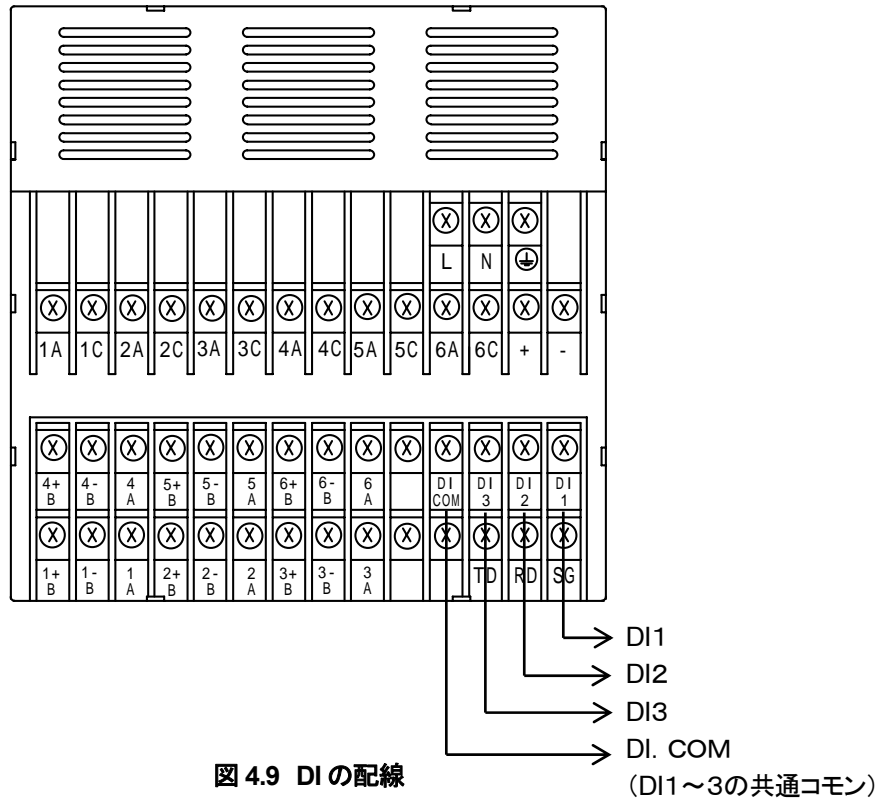 L N
1A 1C 2A 2C 3A 3C 4A 4C 5A 5C 6A 6C + -
4+ 4- 4 5+ 5- 5 6+ 6- 6 DI DI DI DI
B B A B B A B B A COM 3 2 1
1+ 1- 1 2+ 2- 2 3+ 3- 3 TD RD SG
B B A B B A B B A
DI1
DI2
DI3
DI. COM
(DI1～3の共通コモン)
図 4.9 DI の配線